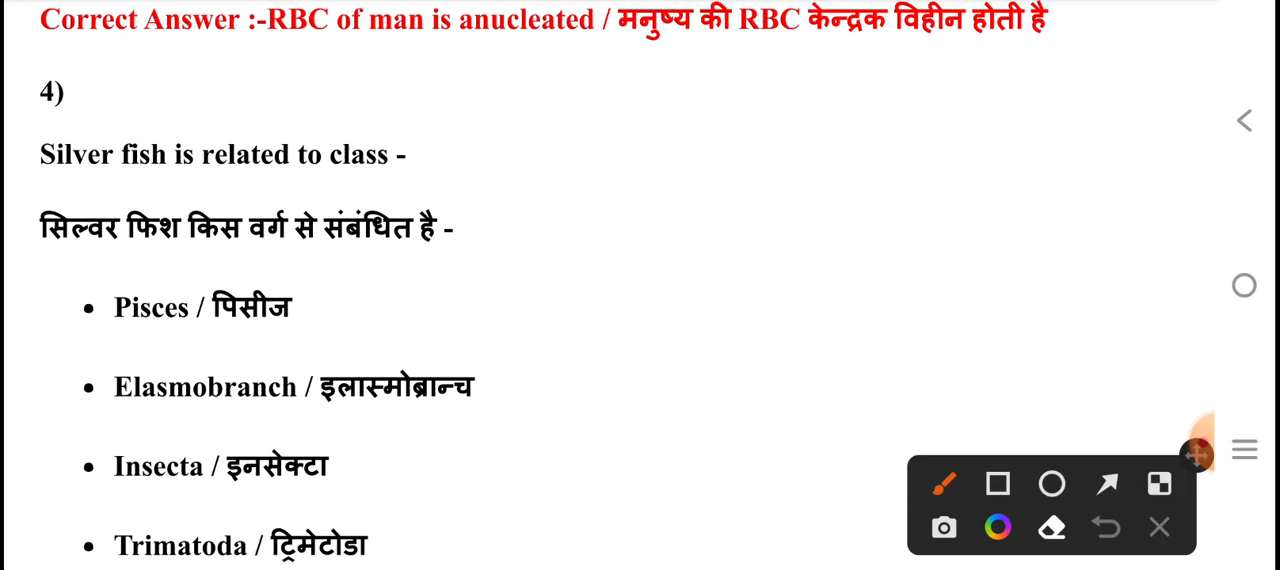 Correct Answer :-RBC of man is anucleated / मनुष्य की RBC केन्द्रक विहीन होती है
4)
Silver fish is related to class -
सिल्वर फिश किस वर्ग से संबंधित है -
• Pisces / पिसीज
• Elasmobranch / इलास्मोब्रान्च
• Insecta / इनसेक्टा
• Trimatoda / ट्रिमेटोडा